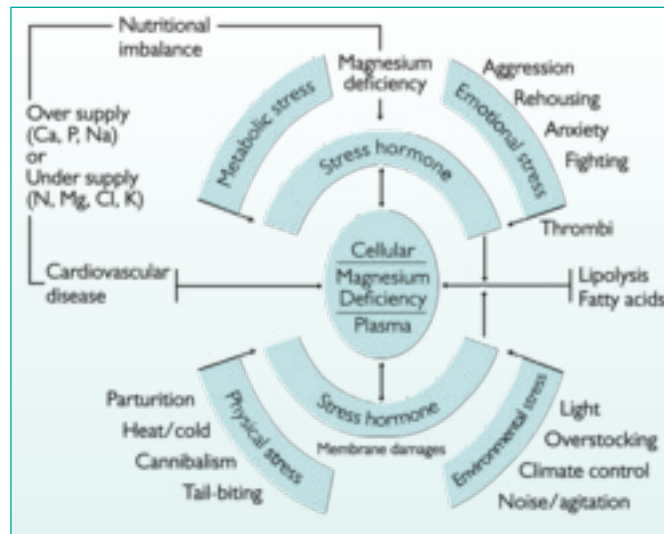 Nutritional
imbalance
Magnesium
deficiency
Over supply
(Ca, P, Na)
or
Under supply
(N, Mg, Cl, K)
Metabolic stress
Stress hormone
Emotional stress
Aggression
Rehousing
Anxiety
Fighting
Thrombi
Cardiovascular
disease
Cellular
Magnesium
Deficiency
Plasma
Lipolysis
Fatty acids
Parturition
Heat/cold
Cannibalism
Tail-biting
Physical stress
Stress hormone
Membrane damages
Environmental stress
Light
Overstocking
Climate control
Noise/agitation